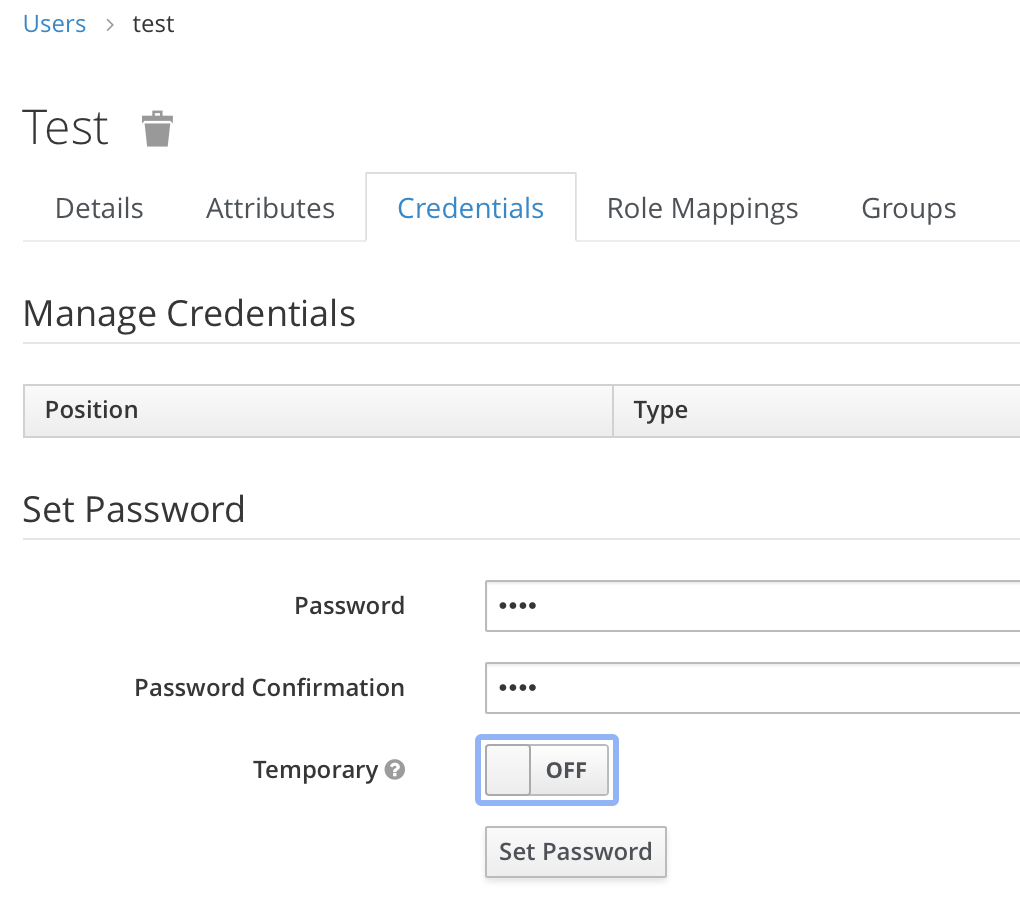 Users > test
Test
Details Attributes Credentials Role Mappings Groups
Manage Credentials
Position Type
Set Password
Password ••••
Password Confirmation ••••
Temporary ? OFF
Set Password